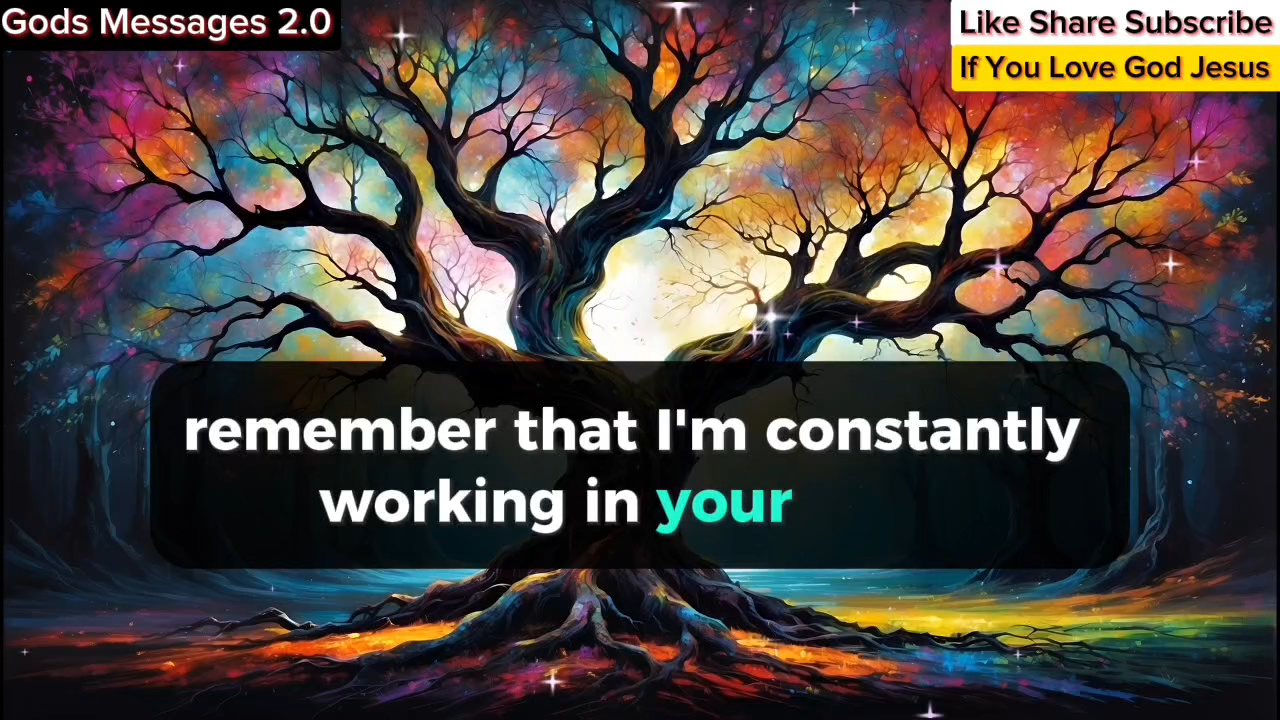 Gods Messages 2.0
Like Share Subscribe
If You Love God Jesus
remember that I'm constantly
working in your